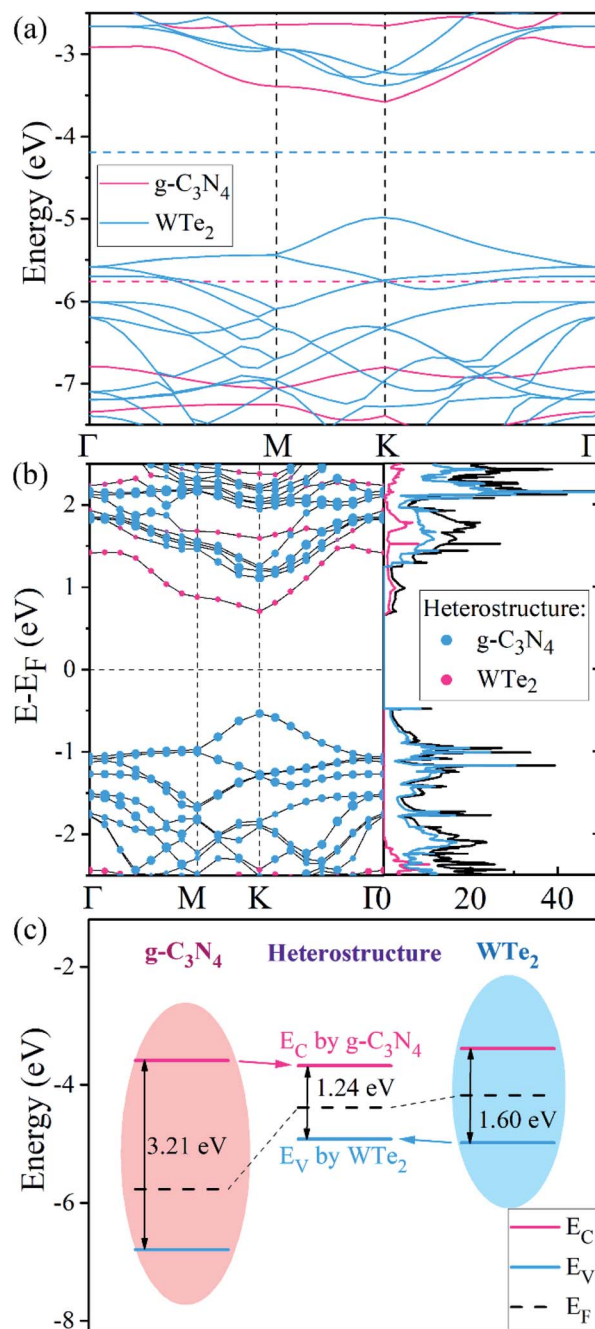 (a)
-3
-4
-5
-6
-7
Energy (eV)
g-C3N4
WTe2
Γ M K Γ
(b)
2
1
0
-1
-2
E-EF (eV)
Heterostructure:
g-C3N4
WTe2
Γ M K Γ0 20 40
(c)
-2
-4
-6
-8
Energy (eV)
g-C3N4 Heterostructure WTe2
EC by g-C3N4
1.24 eV
3.21 eV
1.60 eV
EV by WTe2
EC
EV
EF